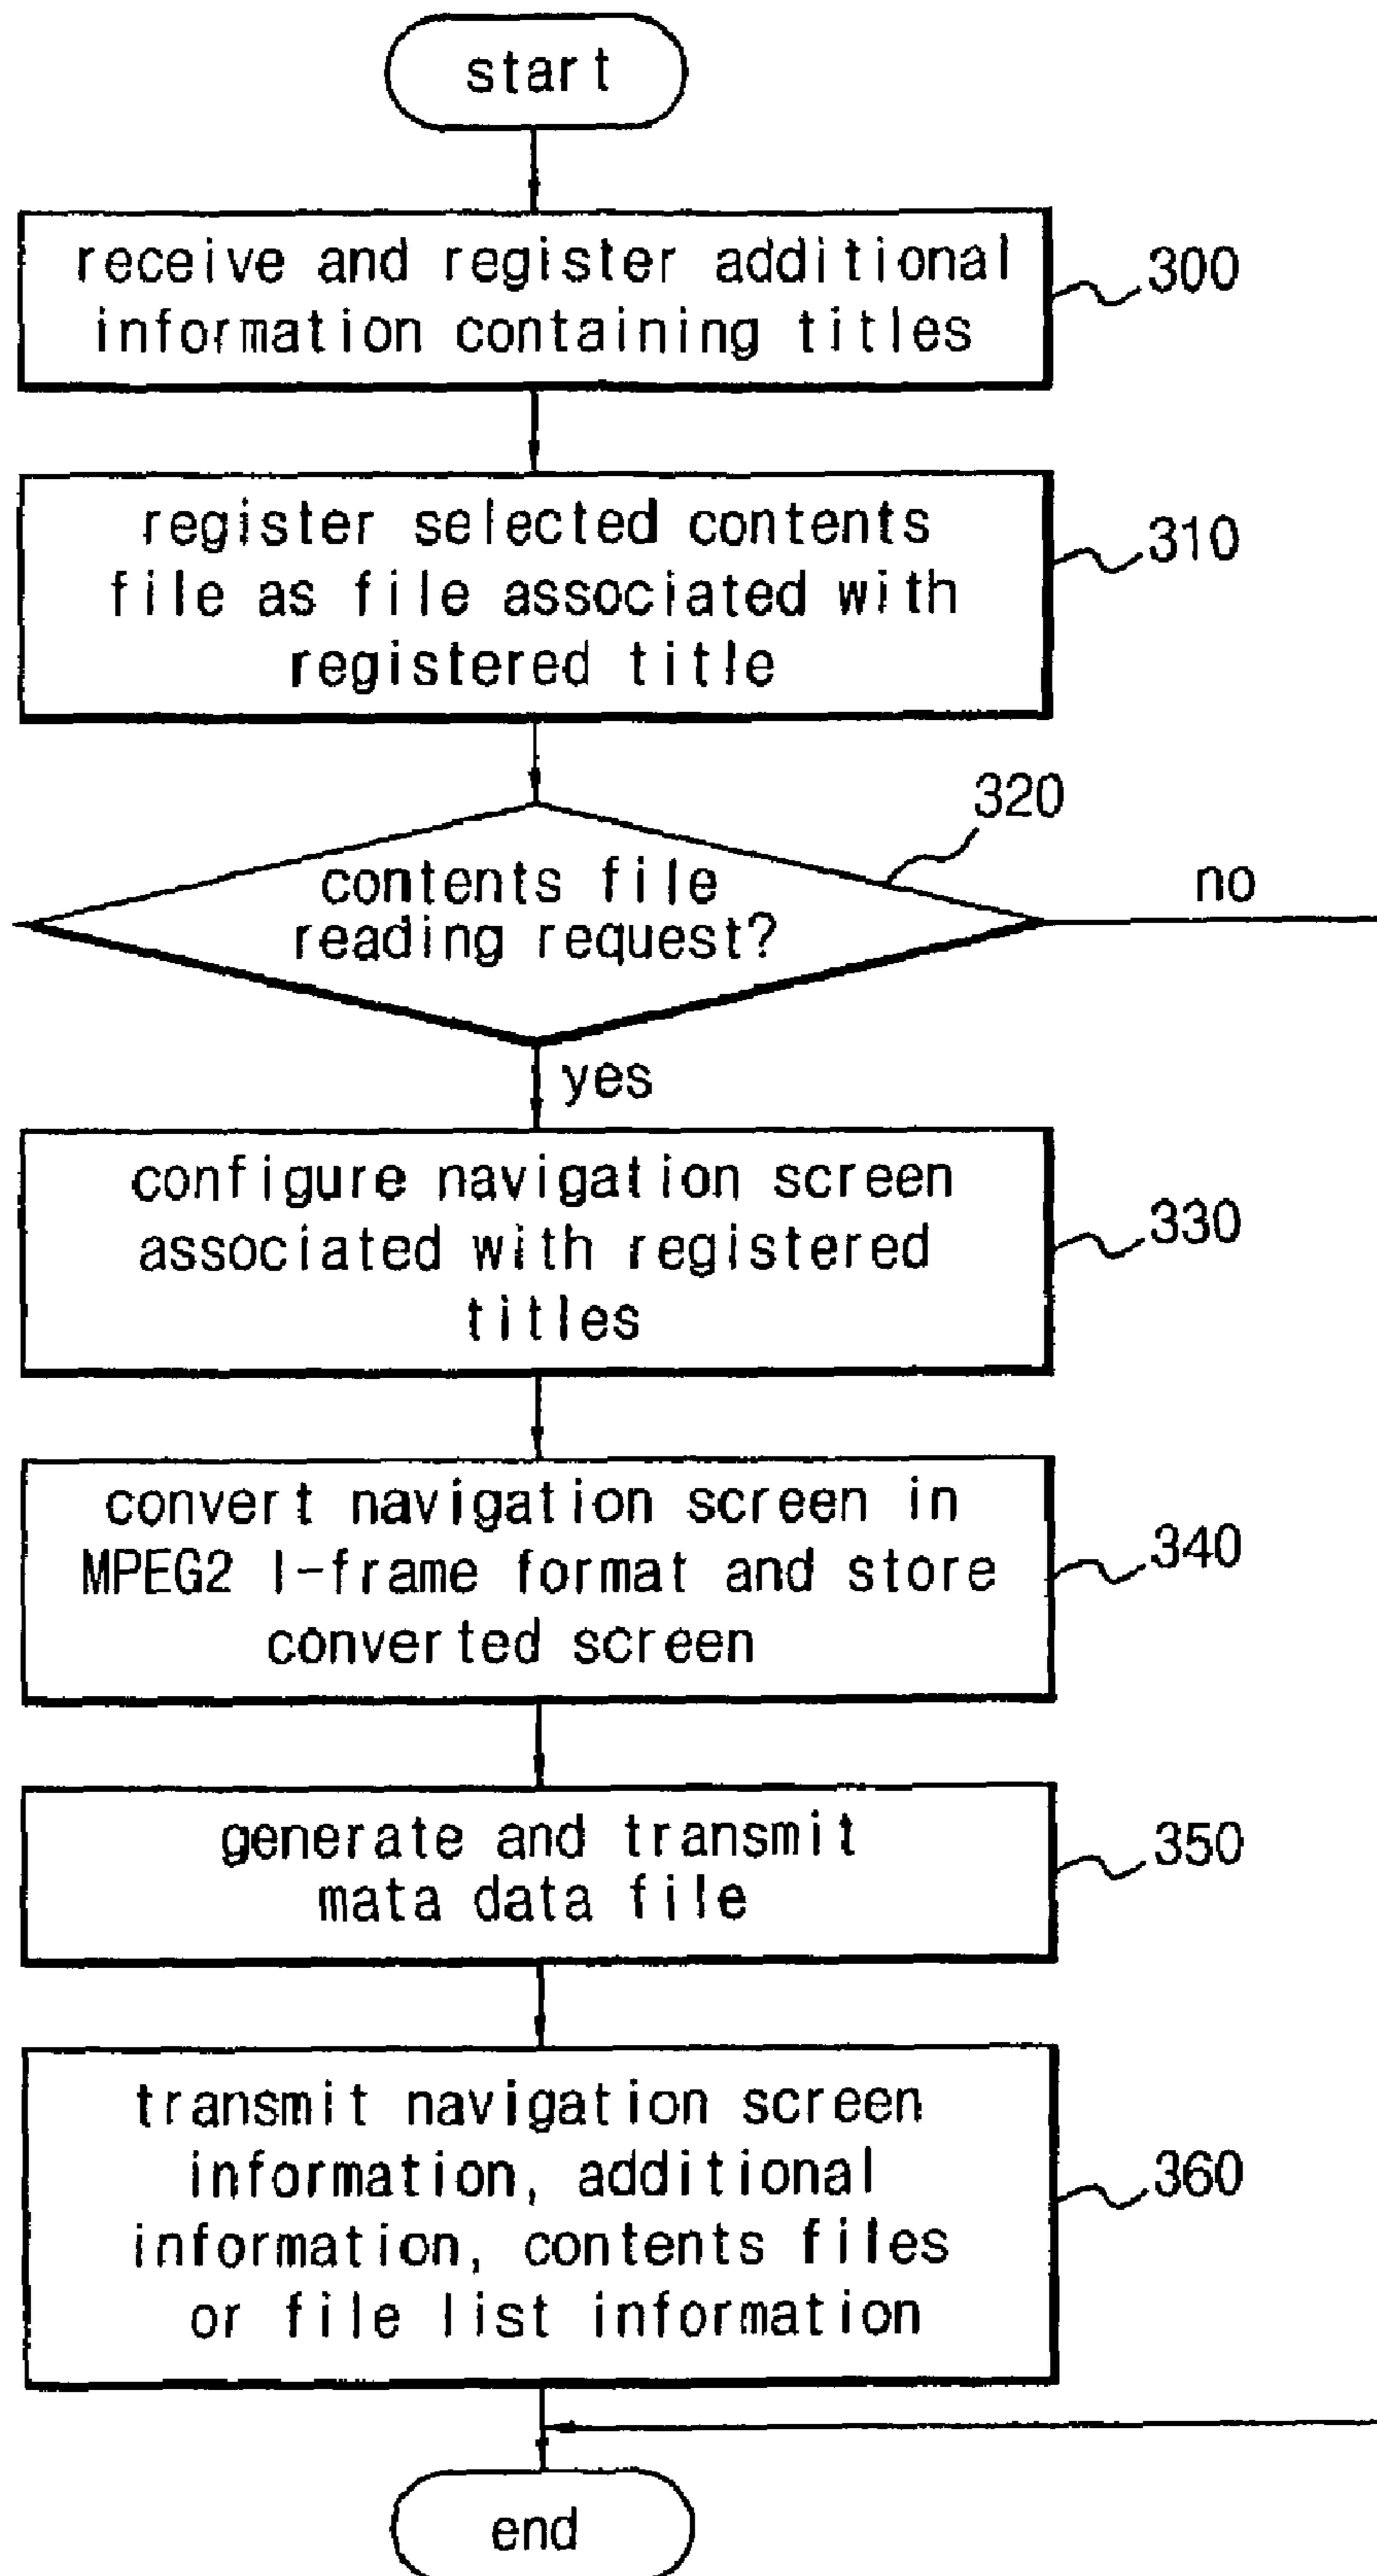 start
receive and register additional
information containing titles
300
register selected contents
file as file associated with
registered title
310
320
contents file
reading request?
no
yes
configure navigation screen
associated with registered
titles
330
convert navigation screen in
MPEG2 I-frame format and store
converted screen
340
generate and transmit
mata data file
350
transmit navigation screen
information, additional
information, contents files
or file list information
360
end